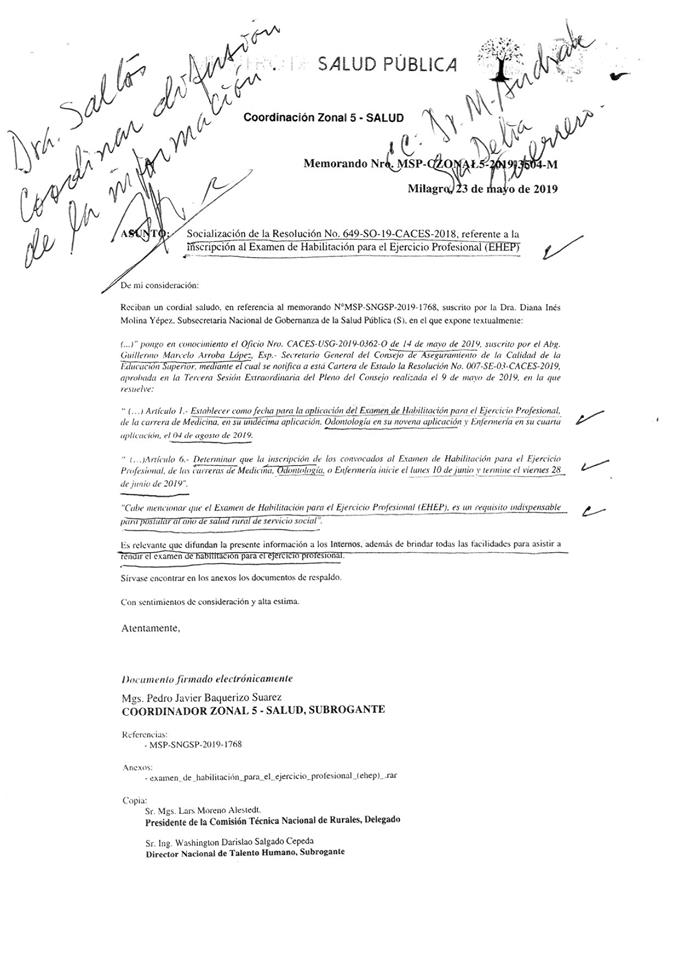 SALUD PÚBLICA
Dra. Saltos
Coordinar difusión
de la información
C. Dr. M. Andrade
Delia
Guerrero.
Coordinación Zonal 5 - SALUD
Memorando Nro. MSP-CZONAL5-2019-3504-M
Milagro, 23 de mayo de 2019
ASUNTO: Socialización de la Resolución No. 649-SO-19-CACES-2018, referente a la
inscripción al Examen de Habilitación para el Ejercicio Profesional (EHEP)
De mi consideración:
Reciban un cordial saludo, en referencia al memorando N°MSP-SNGSP-2019-1768, suscrito por la Dra. Diana Inés
Molina Yépez, Subsecretaria Nacional de Gobernanza de la Salud Pública (S), en el que expone textualmente:
(...)" pongo en conocimiento el Oficio Nro. CACES-USG-2019-0362-O de 14 de mayo de 2019, suscrito por el Abg.
Guillermo Marcelo Arroba López, Esp.- Secretario General del Consejo de Aseguramiento de la Calidad de la
Educación Superior, mediante el cual se notifica a está Cartera de Estado la Resolución No. 007-SE-03-CACES-2019,
aprobada en la Tercera Sesión Extraordinaria del Pleno del Consejo realizada el 9 de mayo de 2019, en la que
resuelve:
" (…) Artículo 1.- Establecer como fecha para la aplicación del Examen de Habilitación para el Ejercicio Profesional,
de la carrera de Medicina, en su undécima aplicación, Odontología en su novena aplicación y Enfermería en su cuarta
aplicación, el 04 de agosto de 2019.
" (…)Artículo 6.- Determinar que la inscripción de los convocados al Examen de Habilitación para el Ejercicio
Profesional, de las carreras de Medicina, Odontología, o Enfermería inicie el lunes 10 de junio y termine el viernes 28
de junio de 2019".
"Cabe mencionar que el Examen de Habilitación para el Ejercicio Profesional (EHEP), es un requisito indispensable
para postular al año de salud rural de servicio social".
Es relevante que difundan la presente información a los Internos, además de brindar todas las facilidades para asistir a
rendir el examen de habilitación para el ejercicio profesional.
Sírvase encontrar en los anexos los documentos de respaldo.
Con sentimientos de consideración y alta estima.
Atentamente,
Documento firmado electrónicamente
Mgs. Pedro Javier Baquerizo Suarez
COORDINADOR ZONAL 5 - SALUD, SUBROGANTE
Referencias:
- MSP-SNGSP-2019-1768
Anexos:
- examen_de_habilitación_para_el_ejercicio_profesional_(ehep)_.rar
Copia:
Sr. Mgs. Lars Moreno Alestedt.
Presidente de la Comisión Técnica Nacional de Rurales, Delegado
Sr. Ing. Washington Darislao Salgado Cepeda
Director Nacional de Talento Humano, Subrogante